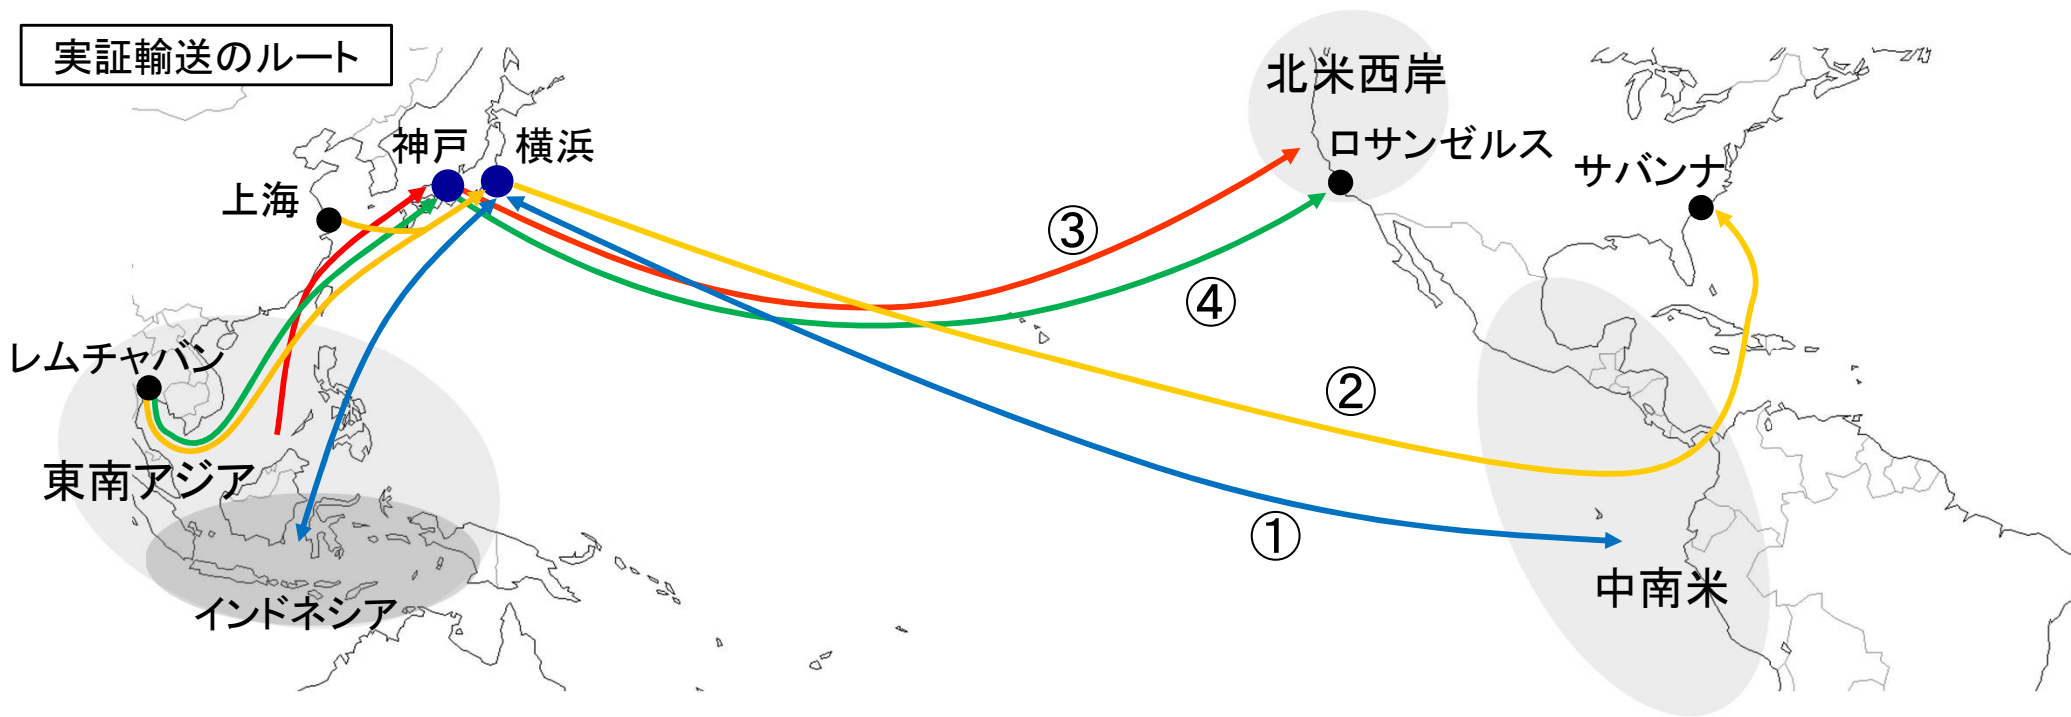 実証輸送のルート
北米西岸
神戸
横浜
ロサンゼルス
サバンナ
上海
③
④
レムチャバン
②
東南アジア
①
中南米
インドネシア